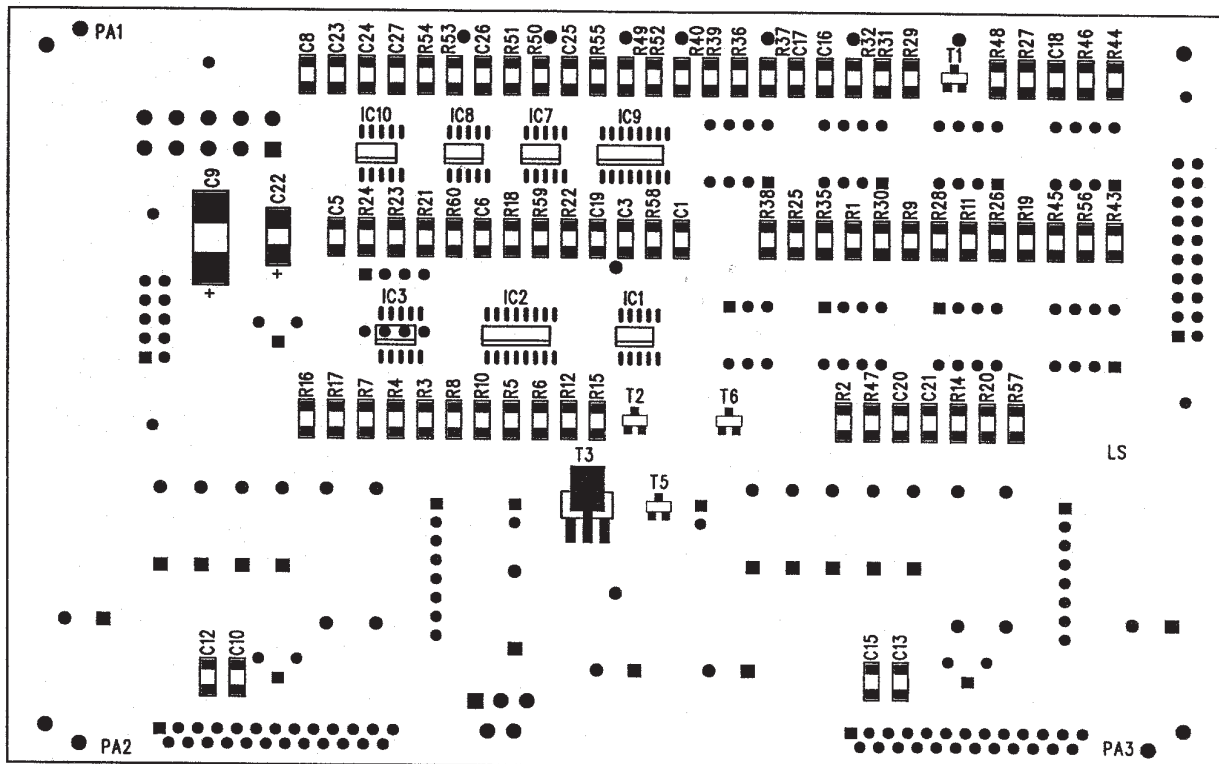 PA1
C8 C23 C24 C27 R54 R53 C26 R51 R50 C25 R55 R49 R52 R40 R39 R36 R37 C17 C16 R32 R31 R29 T1 R48 R27 C18 R46 R44
IC10 IC8 IC7 IC9
C9 C22 C5 R24 R23 R21 R60 C6 R18 R59 R22 C19 C3 R58 C1 R38 R25 R35 R1 R30 R9 R28 R11 R26 R19 R45 R56 R43
+ +
IC3 IC2 IC1
R16 R17 R7 R4 R3 R8 R10 R5 R6 R12 R15 T2 T6 R2 R47 C20 C21 R14 R20 R57
LS
T3 T5
C12 C10 C15 C13
PA2 PA3